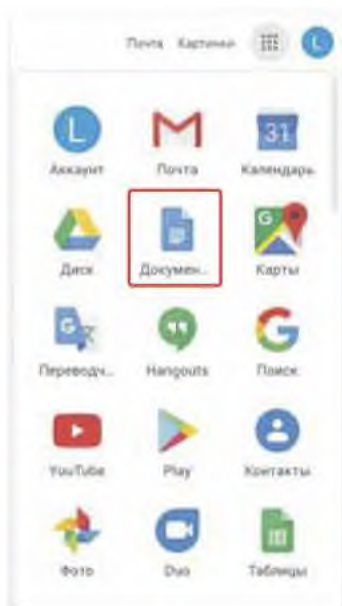 Почта Картинки L
L
31
Аккаунт Почта Календарь
G
Диск Докумен... Карты
G
Переводч... Hangouts Поиск
YouTube Play Контакты
Фото Duo Таблицы